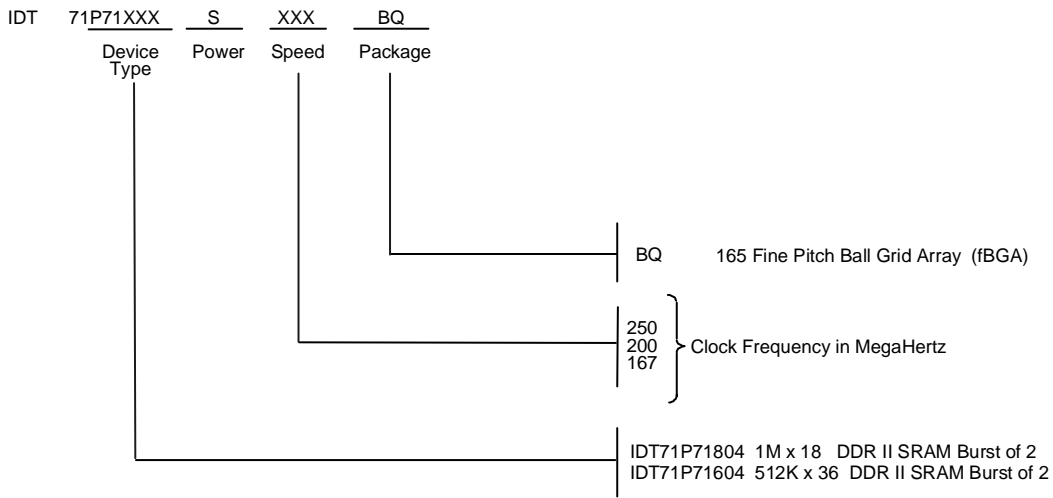 IDT 71P71XXX S XXX BQ
Device Type Power Speed Package
BQ 165 Fine Pitch Ball Grid Array (fBGA)
250
200
167
Clock Frequency in MegaHertz
IDT71P71804 1M x 18 DDR II SRAM Burst of 2
IDT71P71604 512K x 36 DDR II SRAM Burst of 2